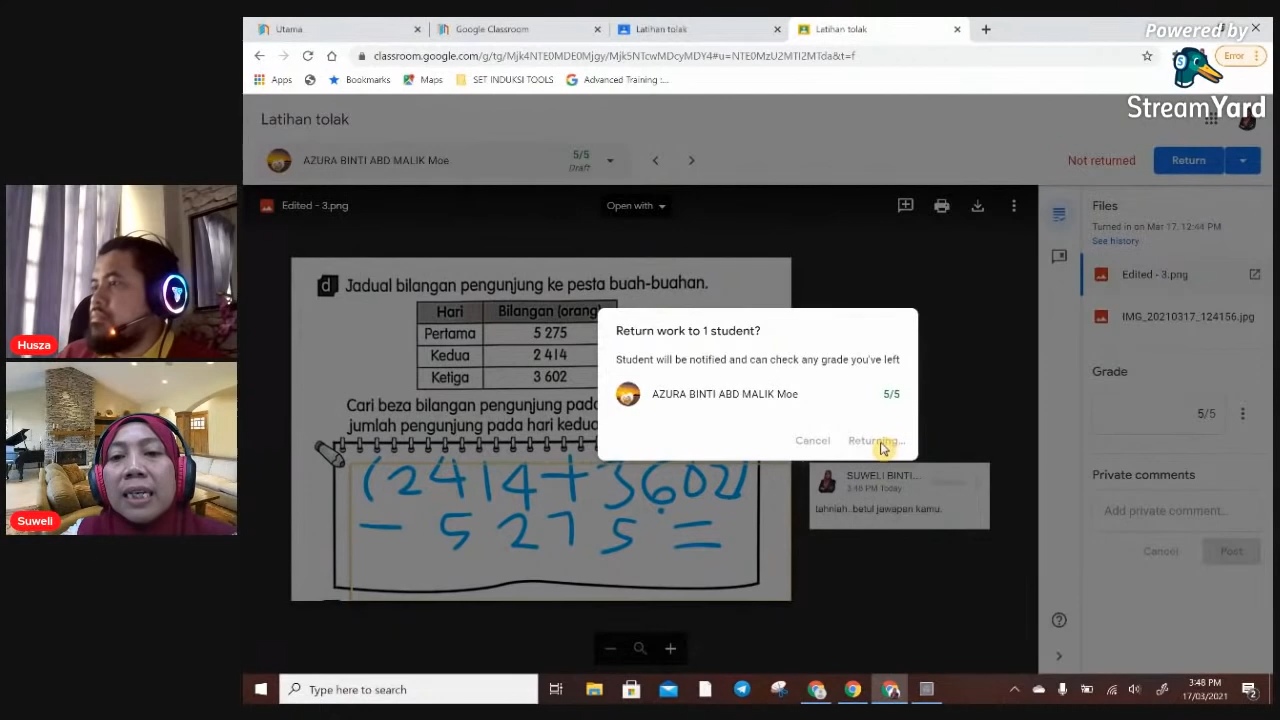 Powered by
StreamYard
Utama
Google Classroom
Latihan tolak
Latihan tolak
classroom.google.com/g/tg/Mjk4NTE0MDE0Mjgy/Mjk5NTcwMDcyMDY4#u=NTE0MzU2MTI2MTda&t=f
Error
Apps
Bookmarks
Maps
SET INDUKSI TOOLS
Advanced Training :...
Latihan tolak
AZURA BINTI ABD MALIK Moe
5/5
Draft
Not returned
Return
Edited - 3.png
Open with
Files
Turned in on Mar 17, 12:44 PM
See history
Edited - 3.png
IMG_20210317_124156.jpg
Grade
5/5
Private comments
Add private comment...
Cancel
Post
d Jadual bilangan pengunjung ke pesta buah-buahan.
Hari Bilangan (orang)
Pertama 5 275
Kedua 2 414
Ketiga 3 602
Cari beza bilangan pengunjung pada
jumlah pengunjung pada hari kedua
(2414+3602)
- 5275 =
Return work to 1 student?
Student will be notified and can check any grade you've left
AZURA BINTI ABD MALIK Moe
5/5
Cancel
Returning...
SUWELI BINTI...
3:48 PM Today
tahniah..betul jawapan kamu.
Husza
Suweli
Type here to search
3:48 PM
17/03/2021
2